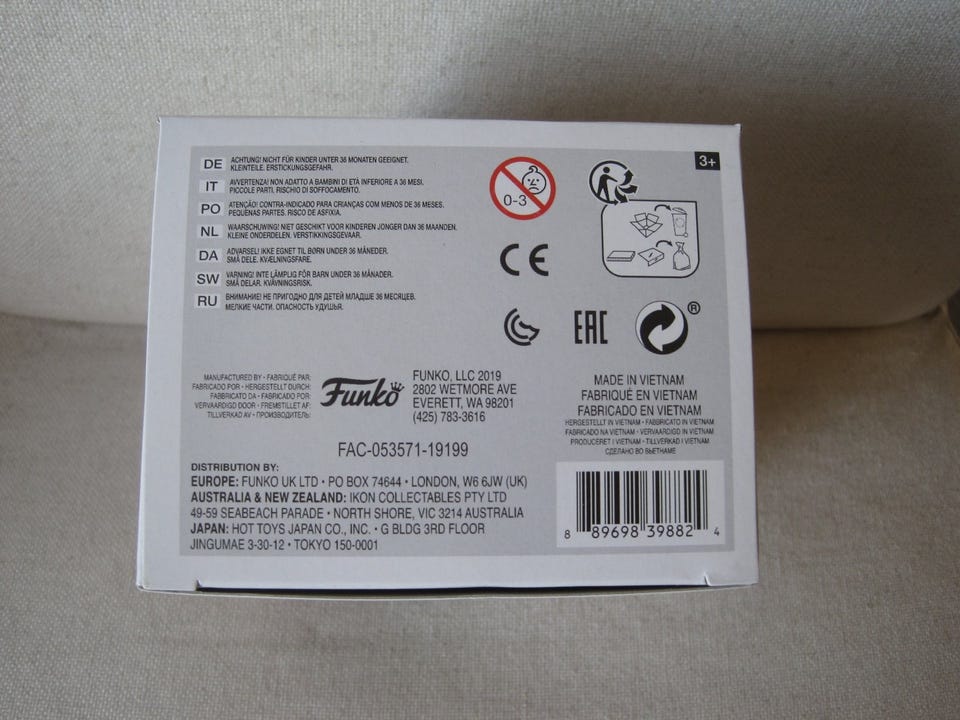 3+
DE ACHTUNG! NICHT FÜR KINDER UNTER 36 MONATEN GEEIGNET.
KLEINTEILE. ERSTICKUNGSGEFAHR.
IT AVVERTENZA! NON ADATTO A BAMBINI DI ETÀ INFERIORE A 36 MESI.
PICCOLE PARTI. RISCHIO DI SOFFOCAMENTO.
PO ATENÇÃO! CONTRA-INDICADO PARA CRIANÇAS COM MENOS DE 36 MESES.
PEQUENAS PARTES. RISCO DE ASFIXIA.
NL WAARSCHUWING! NIET GESCHIKT VOOR KINDEREN JONGER DAN 36 MAANDEN.
KLEINE ONDERDELEN. VERSTIKKINGSGEVAAR.
DA ADVARSEL! IKKE EGNET TIL BØRN UNDER 36 MÅNEDER.
SMÅ DELE. KVÆLNINGSFARE.
SW VARNING! INTE LÄMPLIG FÖR BARN UNDER 36 MÅNADER.
SMÅ DELAR. KVÄVNINGSRISK.
RU ВНИМАНИЕ! НЕ ПРИГОДНО ДЛЯ ДЕТЕЙ МЛАДШЕ 36 МЕСЯЦЕВ.
МЕЛКИЕ ЧАСТИ. ОПАСНОСТЬ УДУШЬЯ.
0-3
CE
EAC
®
MANUFACTURED BY • FABRIQUÉ PAR:
FABRICADO POR • HERGESTELLT DURCH:
FABBRICATO DA • FABRICADO POR:
VERVAARDIGD DOOR • FREMSTILLET AF:
TILLVERKAD AV • ПРОИЗВОДИТЕЛЬ:
Funko
FUNKO, LLC 2019
2802 WETMORE AVE
EVERETT, WA 98201
(425) 783-3616
MADE IN VIETNAM
FABRIQUÉ EN VIETNAM
FABRICADO EN VIETNAM
HERGESTELLT IN VIETNAM • FABBRICATO IN VIETNAM
FABRICADO NA VIETNAM • VERVAARDIGD IN VIETNAM
PRODUCERET I VIETNAM • TILLVERKAD I VIETNAM
СДЕЛАНО ВО ВЬЕТНАМЕ
FAC-053571-19199
DISTRIBUTION BY:
EUROPE: FUNKO UK LTD • PO BOX 74644 • LONDON, W6 6JW (UK)
AUSTRALIA & NEW ZEALAND: IKON COLLECTABLES PTY LTD
49-59 SEABEACH PARADE • NORTH SHORE, VIC 3214 AUSTRALIA
JAPAN: HOT TOYS JAPAN CO., INC. • G BLDG 3RD FLOOR
JINGUMAE 3-30-12 • TOKYO 150-0001
8 89698 39882 4